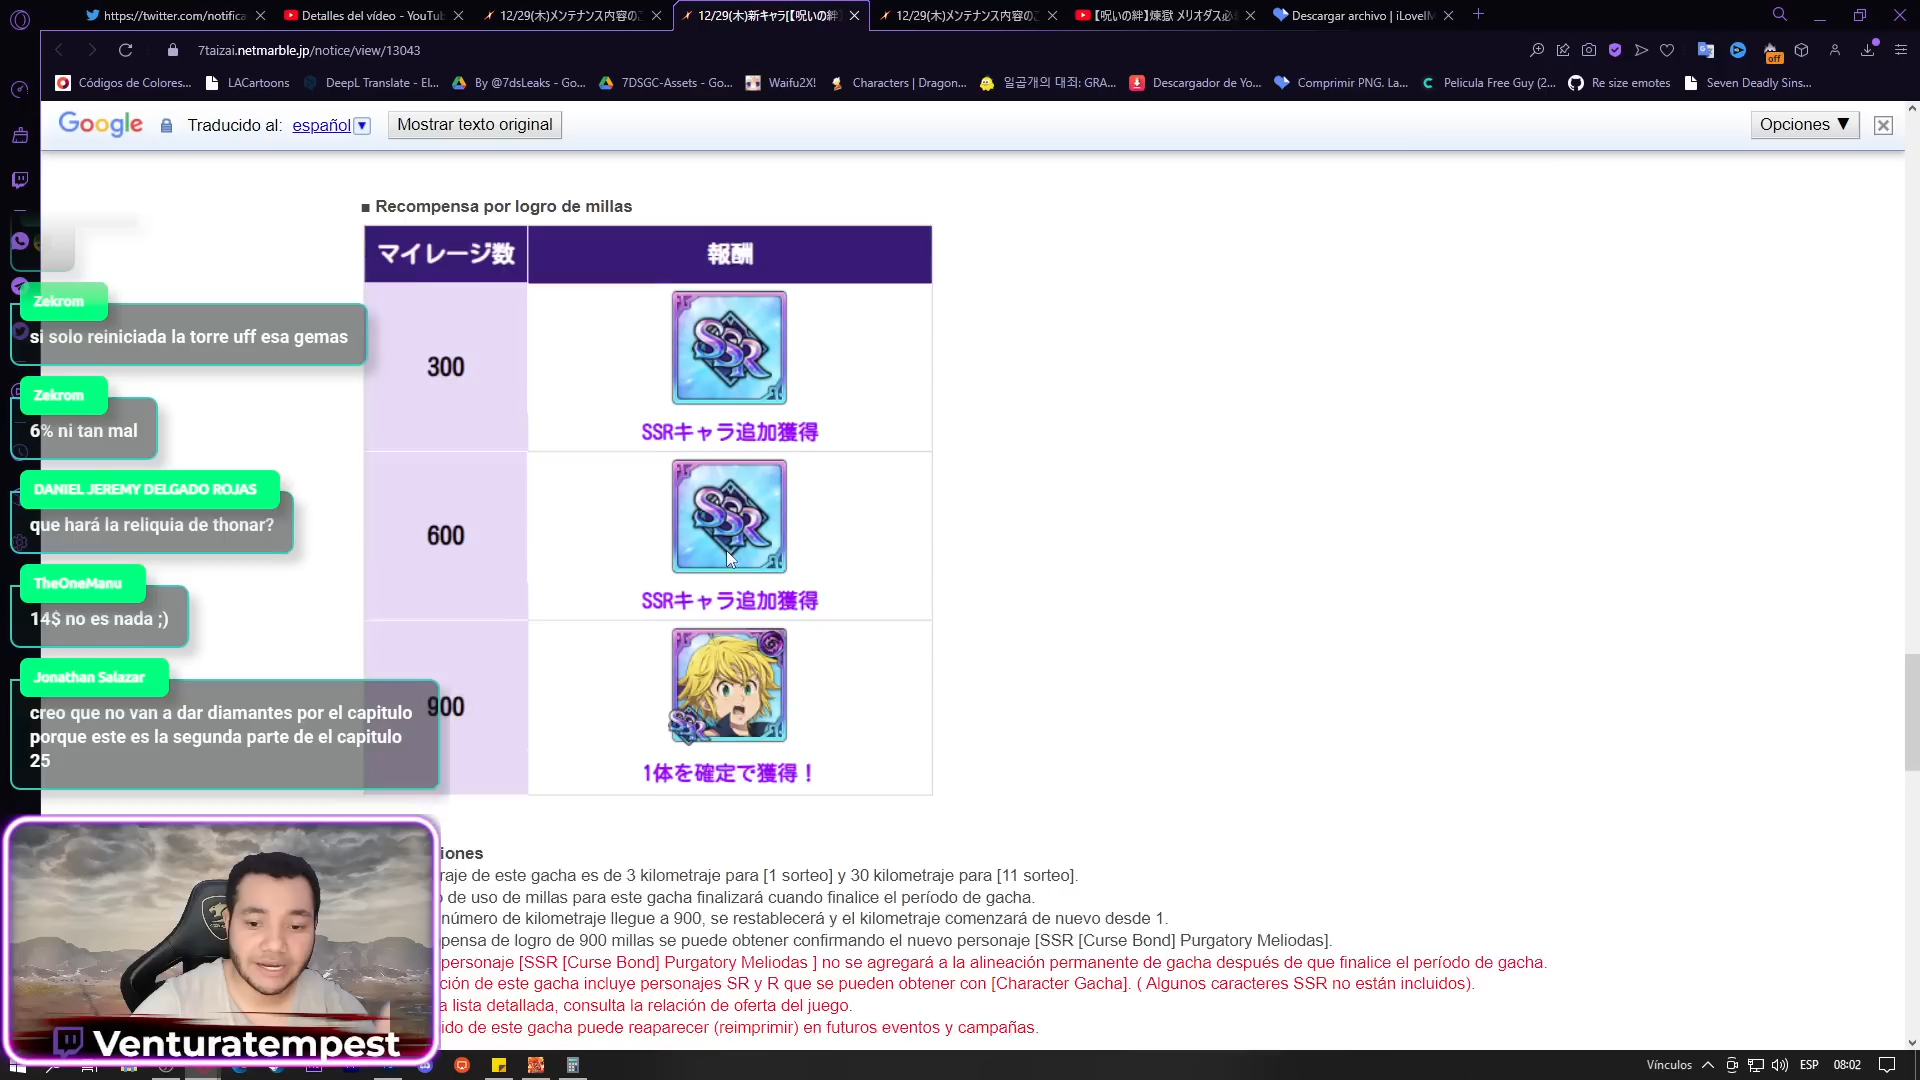 https://twitter.com/notifica
Detalles del vídeo - YouTub
12/29(木)メンテナンス内容のこ
12/29(木)新キャラ[【呪いの絆】
12/29(木)メンテナンス内容のこ
【呪いの絆】煉獄 メリオダス必
Descargar archivo | iLoveIM
7taizai.netmarble.jp/notice/view/13043
Códigos de Colores...
LACartoons
DeepL Translate - El...
By @7dsLeaks - Go...
7DSGC-Assets - Go...
Waifu2X!
Characters | Dragon...
일곱개의 대죄: GRA...
Descargador de Yo...
Comprimir PNG. La...
Pelicula Free Guy (2...
Re size emotes
Seven Deadly Sins...
off
Google
Traducido al: español
Mostrar texto original
Opciones ▼
■ Recompensa por logro de millas
マイレージ数
報酬
300
SSR
SSRキャラ追加獲得
600
SSR
SSRキャラ追加獲得
900
SSR
1体を確定で獲得！
Zekrom
si solo reiniciada la torre uff esa gemas
Zekrom
6% ni tan mal
DANIEL JEREMY DELGADO ROJAS
que hará la reliquia de thonar?
TheOneManu
14$ no es nada ;)
Jonathan Salazar
creo que no van a dar diamantes por el capitulo
porque este es la segunda parte de el capitulo
25
iones
raje de este gacha es de 3 kilometraje para [1 sorteo] y 30 kilometraje para [11 sorteo].
de uso de millas para este gacha finalizará cuando finalice el período de gacha.
número de kilometraje llegue a 900, se restablecerá y el kilometraje comenzará de nuevo desde 1.
pensa de logro de 900 millas se puede obtener confirmando el nuevo personaje [SSR [Curse Bond] Purgatory Meliodas].
personaje [SSR [Curse Bond] Purgatory Meliodas ] no se agregará a la alineación permanente de gacha después de que finalice el período de gacha.
ción de este gacha incluye personajes SR y R que se pueden obtener con [Character Gacha]. ( Algunos caracteres SSR no están incluidos).
a lista detallada, consulta la relación de oferta del juego.
ido de este gacha puede reaparecer (reimprimir) en futuros eventos y campañas.
Venturatempest
Vínculos
ESP
08:02